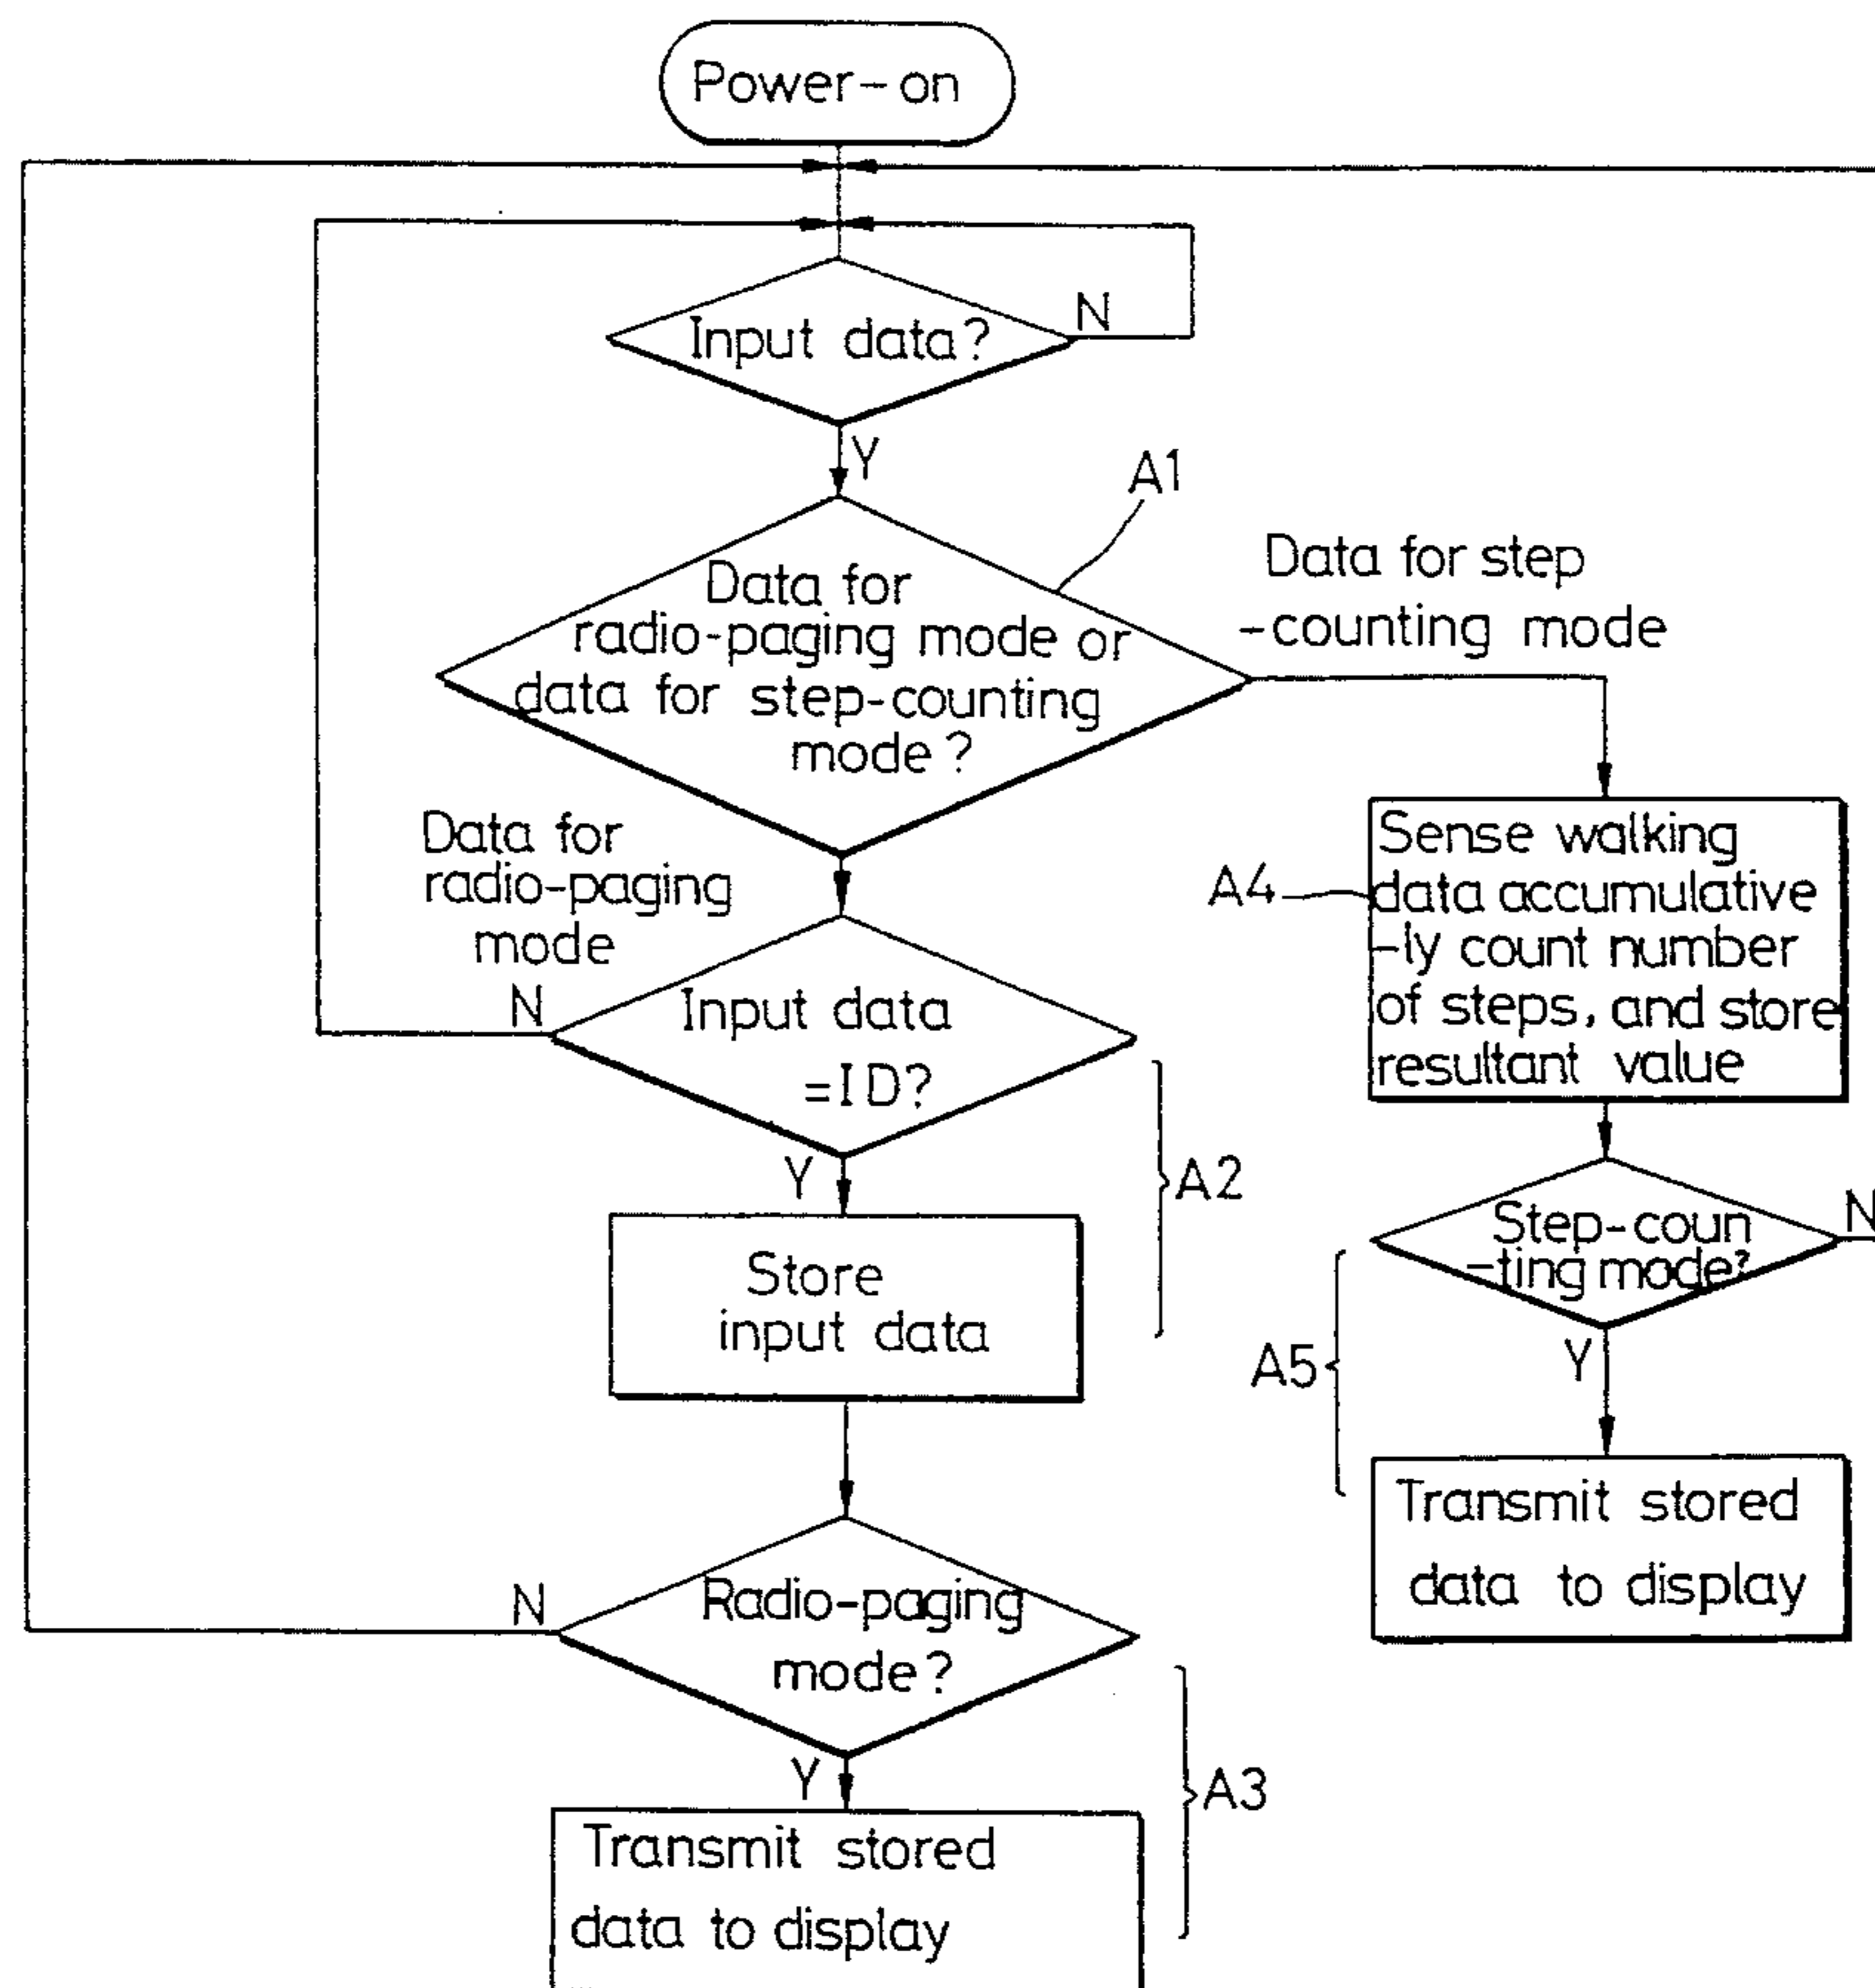 Power-on
Input data?
N
Y
A1
Data for
radio-paging mode or
data for step-counting
mode?
Data for step
-counting mode
Data for
radio-paging
mode
A4
Sense walking
data accumulative
-ly count number
of steps, and store
resultant value
N
Input data
=ID?
A2
Y
Store
input data
Step-coun
-ting mode?
N
A5
Y
Transmit stored
data to display
N
Radio-paging
mode?
A3
Y
Transmit stored
data to display